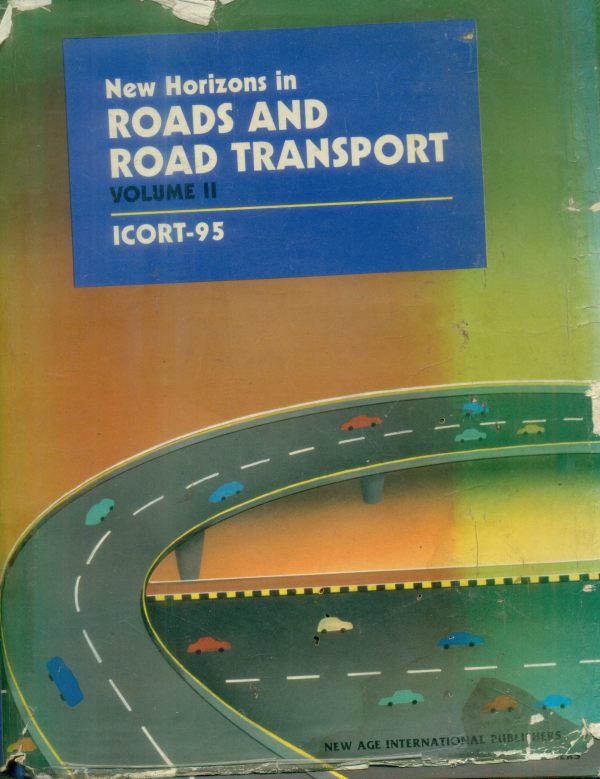 New Horizons in
ROADS AND
ROAD TRANSPORT
VOLUME II
ICORT-95
NEW AGE INTERNATIONAL PUBLISHERS